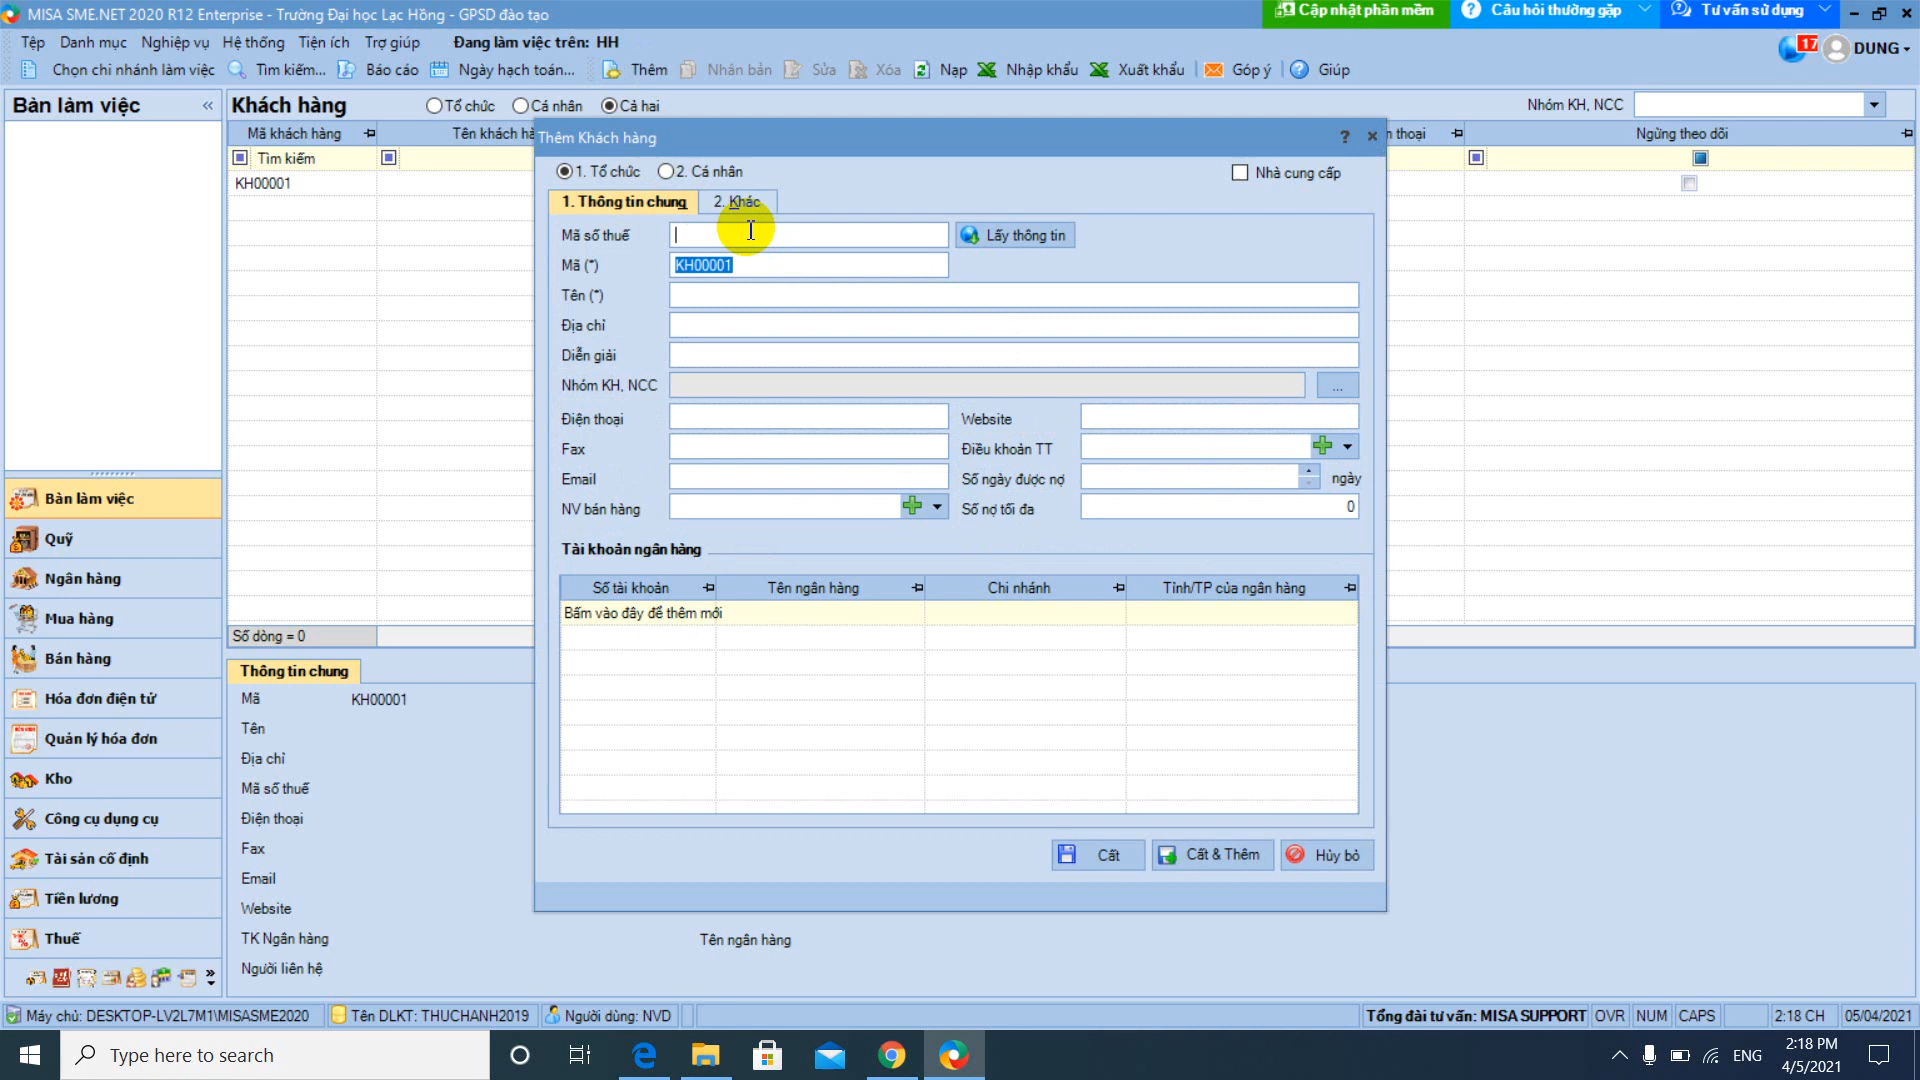 MISA SME.NET 2020 R12 Enterprise - Trường Đại học Lạc Hồng - GPSD đào tạo
Cập nhật phần mềm
Câu hỏi thường gặp
Tư vấn sử dụng
Tệp Danh mục Nghiệp vụ Hệ thống Tiện ích Trợ giúp Đang làm việc trên: HH
17
DUNG
Chọn chi nhánh làm việc Tìm kiếm... Báo cáo Ngày hạch toán... Thêm Nhân bản Sửa Xóa Nạp Nhập khẩu Xuất khẩu Góp ý Giúp
Bàn làm việc «
Khách hàng Tổ chức Cá nhân Cả hai Nhóm KH, NCC
Mã khách hàng Tên khách hà n thoại Ngừng theo dõi
Tìm kiếm
KH00001
Số dòng = 0
Thêm Khách hàng ? ×
1. Tổ chức 2. Cá nhân Nhà cung cấp
1. Thông tin chung 2. Khác
Mã số thuế Lấy thông tin
Mã (*) KH00001
Tên (*)
Địa chỉ
Diễn giải
Nhóm KH, NCC ...
Điện thoại Website
Fax Điều khoản TT
Email Số ngày được nợ ngày
NV bán hàng Số nợ tối đa 0
Tài khoản ngân hàng
Số tài khoản Tên ngân hàng Chi nhánh Tỉnh/TP của ngân hàng
Bấm vào đây để thêm mới
Cất Cất & Thêm Hủy bỏ
Bàn làm việc
Quỹ
Ngân hàng
Mua hàng
Bán hàng
Hóa đơn điện tử
Quản lý hóa đơn
Kho
Công cụ dụng cụ
Tài sản cố định
Tiền lương
Thuế
Thông tin chung
Mã KH00001
Tên
Địa chỉ
Mã số thuế
Điện thoại
Fax
Email
Website
TK Ngân hàng Tên ngân hàng
Người liên hệ
Máy chủ: DESKTOP-LV2L7M1\MISASME2020 Tên DLKT: THUCHANH2019 Người dùng: NVD Tổng đài tư vấn: MISA SUPPORT OVR NUM CAPS 2:18 CH 05/04/2021
Type here to search
ENG
2:18 PM
4/5/2021